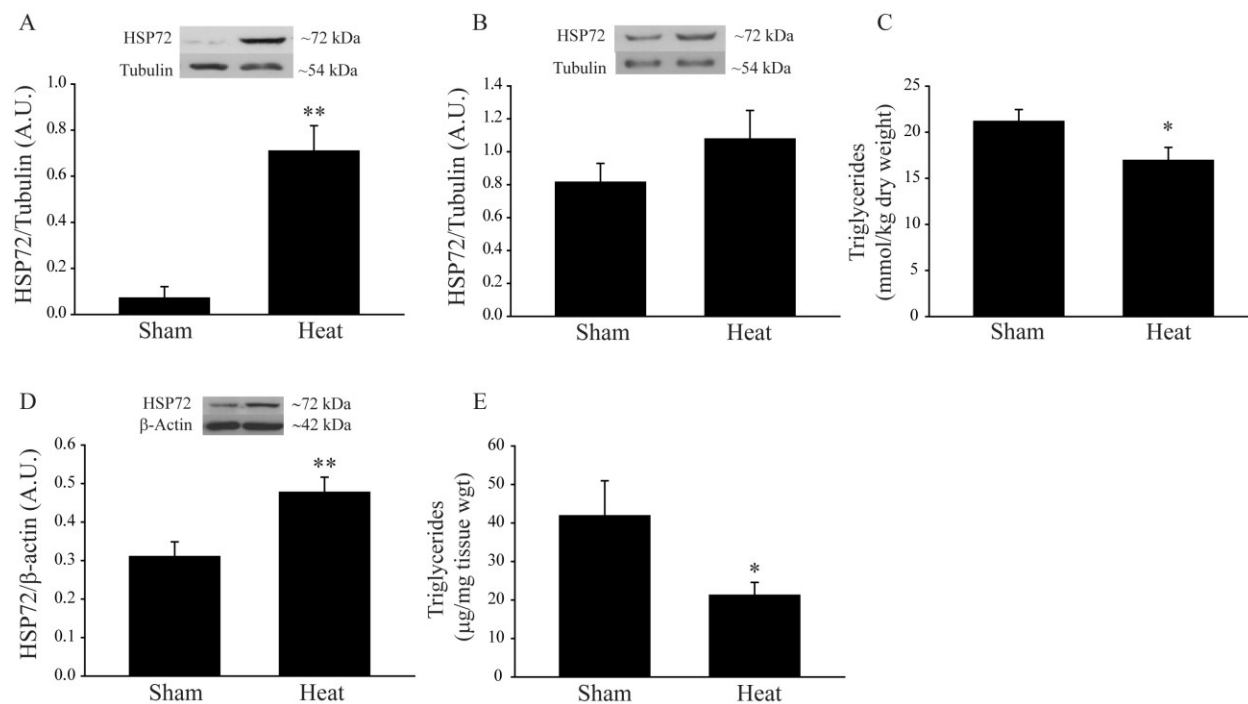 A
HSP72 ~72 kDa
Tubulin ~54 kDa
HSP72/Tubulin (A.U.)
1.0
0.8
0.6
0.4
0.2
0.0
**
Sham Heat
B
HSP72 ~72 kDa
Tubulin ~54 kDa
HSP72/Tubulin (A.U.)
1.4
1.2
1.0
0.8
0.6
0.4
0.2
0.0
Sham Heat
C
Triglycerides
(mmol/kg dry weight)
25
20
15
10
5
0
*
Sham Heat
D
HSP72 ~72 kDa
β-Actin ~42 kDa
HSP72/β-actin (A.U.)
0.6
0.5
0.4
0.3
0.2
0.1
0.0
**
Sham Heat
E
Triglycerides
(µg/mg tissue wgt)
60
50
40
30
20
10
0
*
Sham Heat